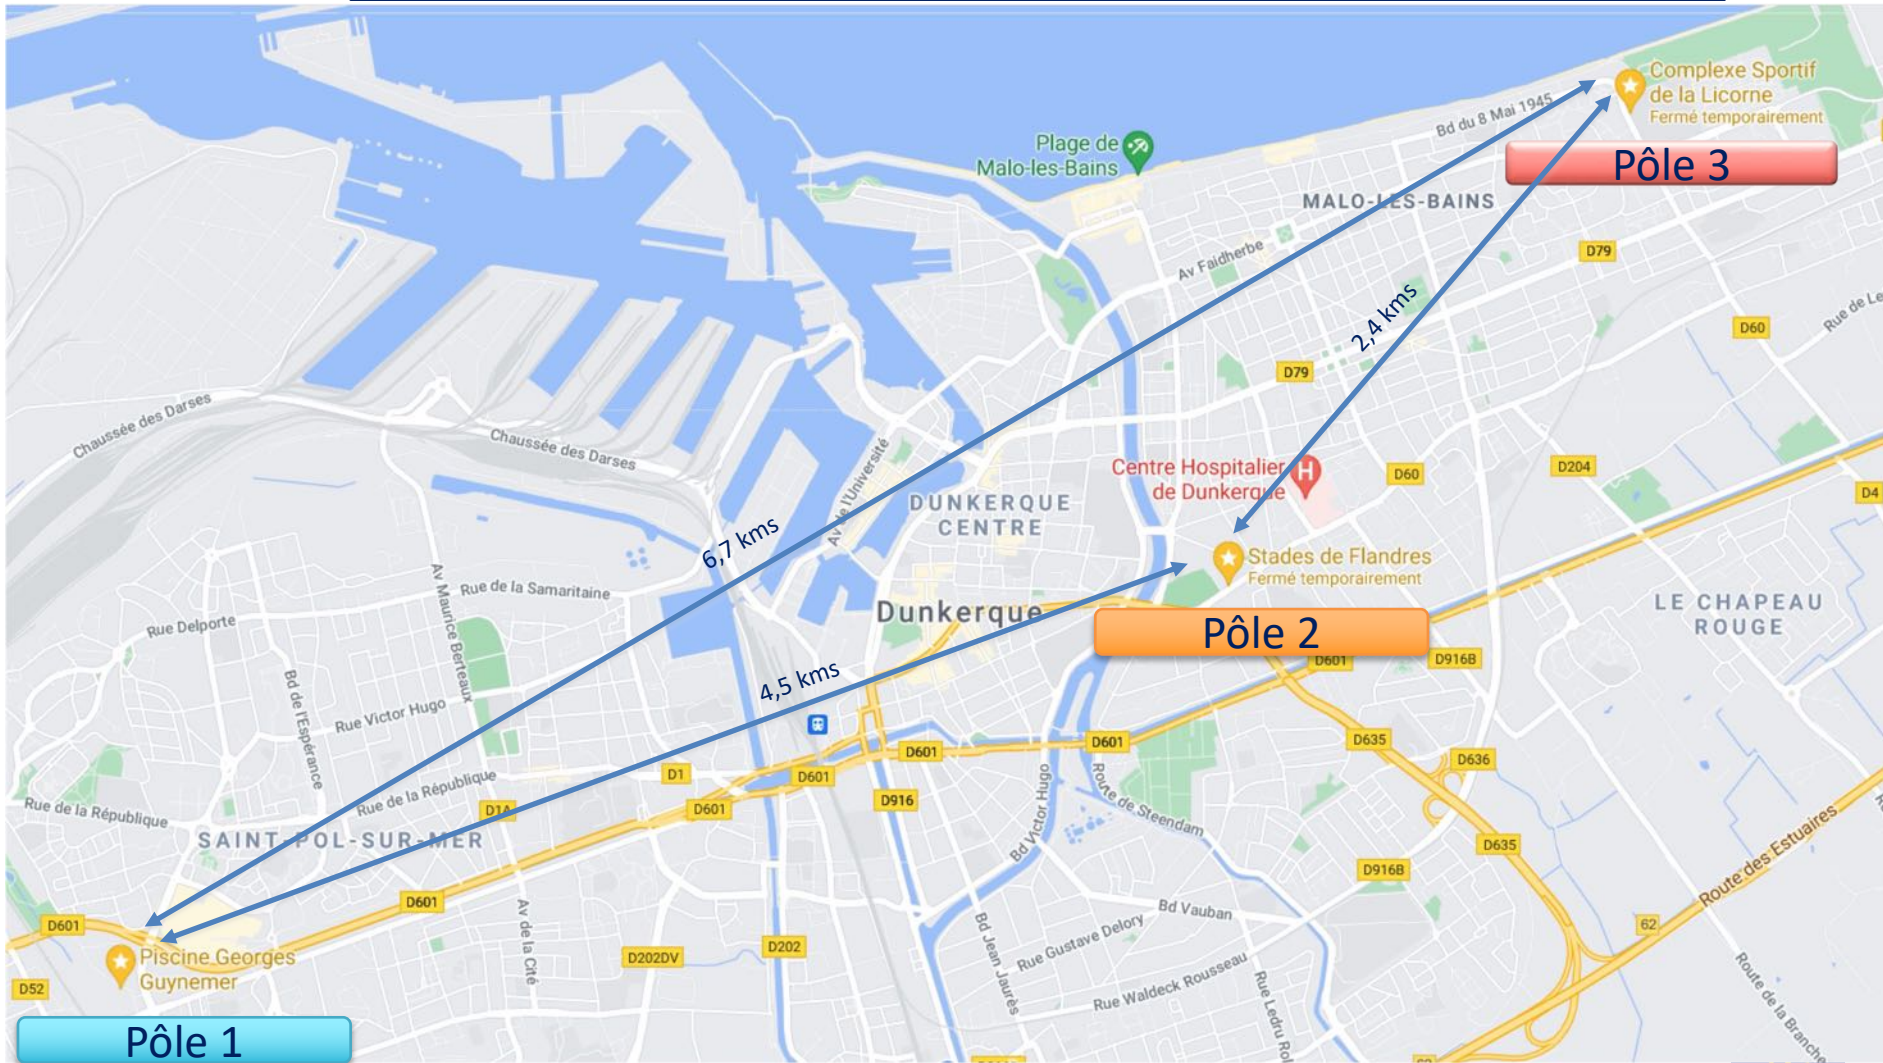 Complexe Sportif
de la Licorne
Fermé temporairement
Bd du 8 Mai 1945
Plage de
Malo-les-Bains
Pôle 3
MALO-LES-BAINS
Av Faidherbe
D79
2,4 kms
D60
D79
Chaussée des Darses
Chaussée des Darses
Av de l'Université
Centre Hospitalier
de Dunkerque
H
D60
D204
D4
DUNKERQUE
CENTRE
6,7 kms
Stades de Flandres
Fermé temporairement
Av Maurice Berteaux
Rue de la Samaritaine
Rue Delporte
Dunkerque
Pôle 2
LE CHAPEAU
ROUGE
D601
D916B
4,5 kms
Bd de l'Espérance
Rue Victor Hugo
D601
D601
D635
D636
Rue de la République
D1
D601
D601
D916
Rue de la République
D1A
SAINT-POL-SUR-MER
Bd Victor Hugo
Route de Steendam
D635
D916B
Route des Estuaires
D601
Av de la Cité
Bd Vauban
D601
D202
D202DV
Bd Jean Jaurès
Rue Gustave Delory
62
Piscine Georges
Guynemer
D52
Rue Waldeck Rousseau
Route de la Branche
Pôle 1